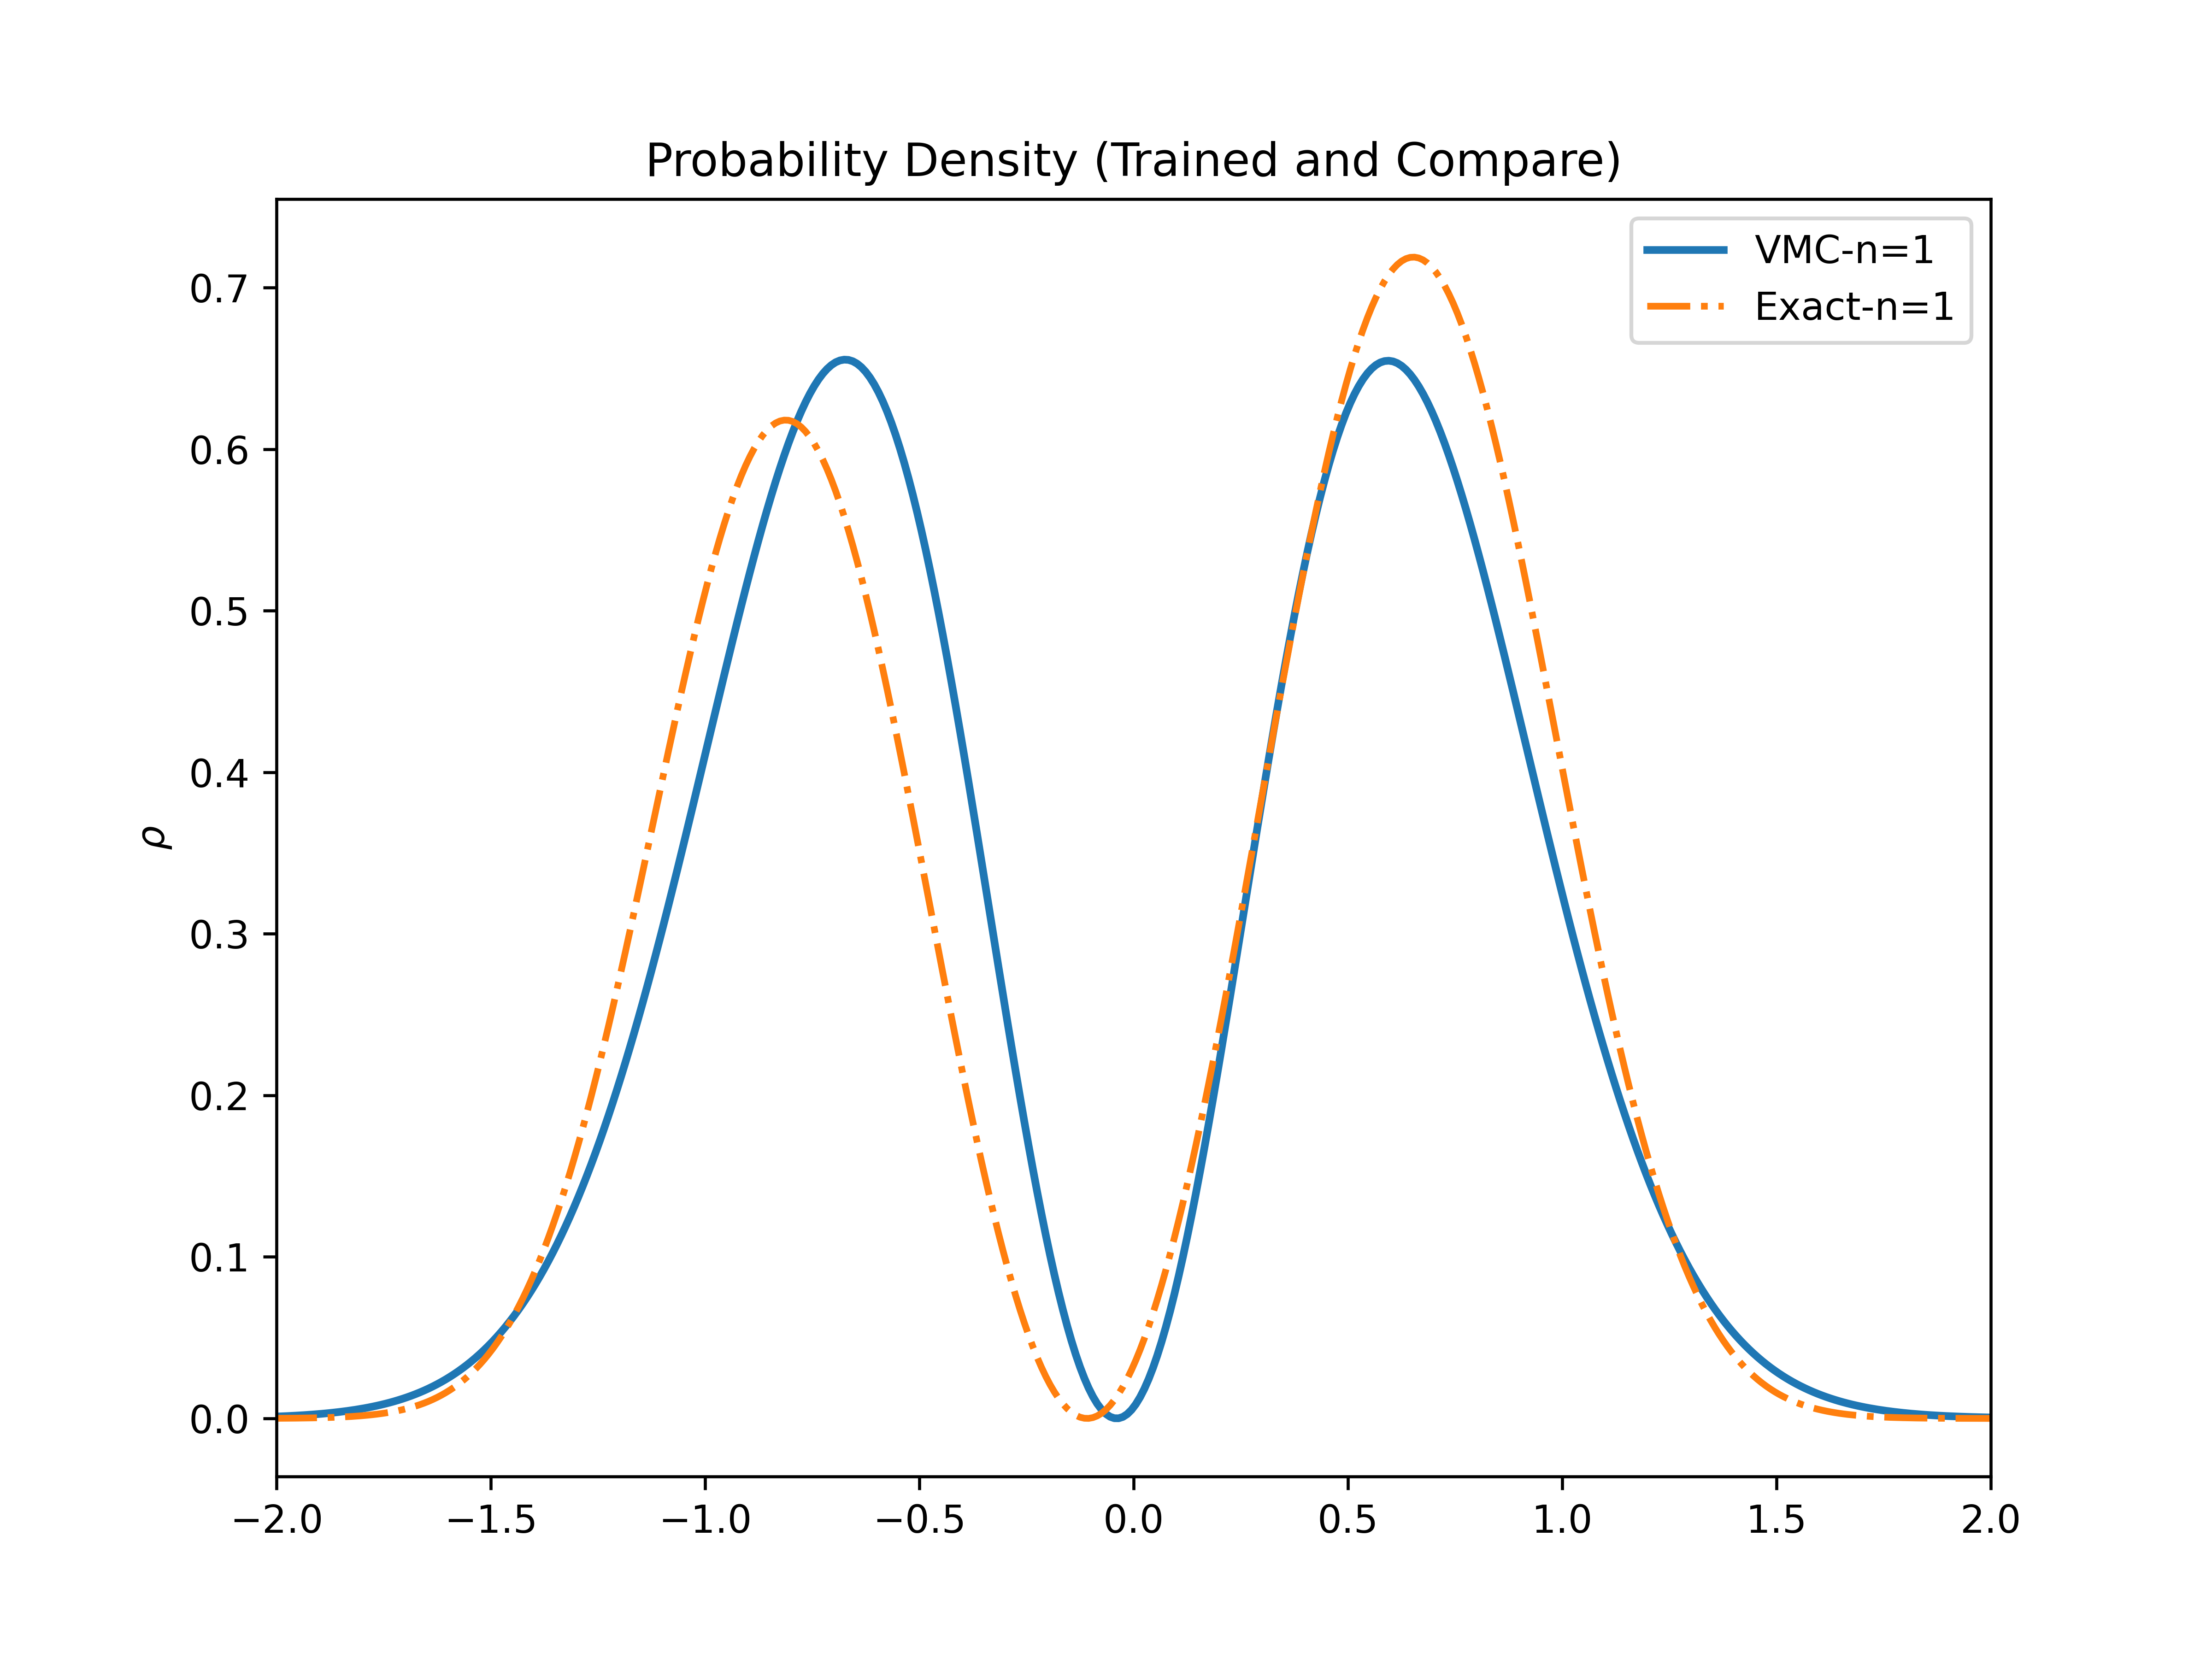 Probability Density (Trained and Compare)
VMC-n=1
Exact-n=1
ρ
0.7
0.6
0.5
0.4
0.3
0.2
0.1
0.0
−2.0 −1.5 −1.0 −0.5 0.0 0.5 1.0 1.5 2.0